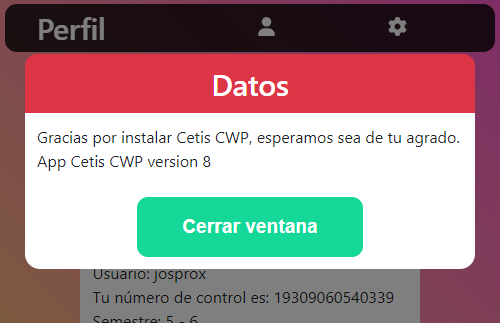 Perfil
Datos
Gracias por instalar Cetis CWP, esperamos sea de tu agrado.
App Cetis CWP version 8
Cerrar ventana
Usuario: josprox
Tu número de control es: 19309060540339
Semestre: 5 - 6